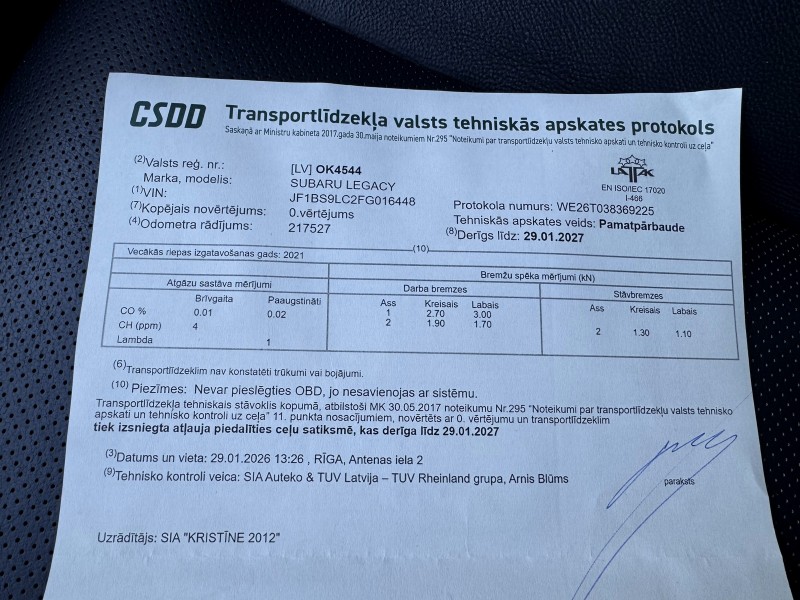 CSDD
Transportlīdzekļa valsts tehniskās apskates protokols
Saskaņā ar Ministru kabineta 2017.gada 30.maija noteikumiem Nr.295 "Noteikumi par transportlīdzekļu valsts tehnisko apskati un tehnisko kontroli uz ceļa"
(2)Valsts reģ. nr.: [LV] OK4544
Marka, modelis: SUBARU LEGACY
(1)VIN: JF1BS9LC2FG016448
(7)Kopējais novērtējums: 0.vērtējums
(4)Odometra rādījums: 217527
LATAK
EN ISO/IEC 17020
I-466
Protokola numurs: WE26T038369225
Tehniskās apskates veids: Pamatpārbaude
(8)Derīgs līdz: 29.01.2027
(10)
Vecākās riepas izgatavošanas gads: 2021
Atgāzu sastāva mērījumi
Brīvgaita Paaugstināti
CO % 0.01 0.02
CH (ppm) 4
Lambda 1
Bremžu spēka mērījumi (kN)
Darba bremzes
Ass Kreisais Labais
1 2.70 3.00
2 1.90 1.70
Stāvbremzes
Ass Kreisais Labais
2 1.30 1.10
(6)Transportlīdzeklim nav konstatēti trūkumi vai bojājumi.
(10) Piezīmes: Nevar pieslēgties OBD, jo nesavienojas ar sistēmu.
Transportlīdzekļa tehniskais stāvoklis kopumā, atbilstoši MK 30.05.2017 noteikumu Nr.295 "Noteikumi par transportlīdzekļu valsts tehnisko
apskati un tehnisko kontroli uz ceļa" 11. punkta nosacījumiem, novērtēts ar 0. vērtējumu un transportlīdzeklim
tiek izsniegta atļauja piedalīties ceļu satiksmē, kas derīga līdz 29.01.2027
(3)Datums un vieta: 29.01.2026 13:26 , RĪGA, Antenas iela 2
(9)Tehnisko kontroli veica: SIA Auteko & TUV Latvija – TUV Rheinland grupa, Arnis Blūms
paraksts
Uzrādītājs: SIA "KRISTĪNE 2012"